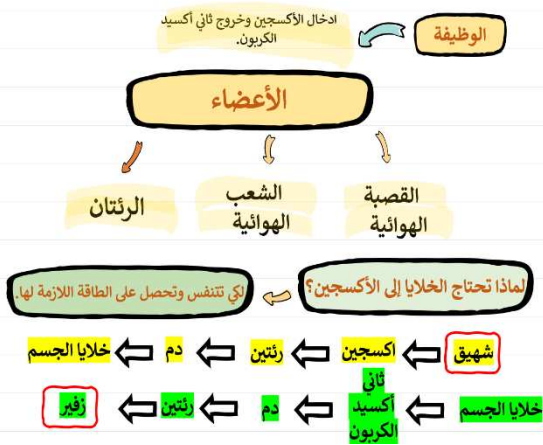 الوظيفة
ادخال الأكسجين وخروج ثاني أكسيد
الكربون.
الأعضاء
القصبة
الهوائية
الشعب
الهوائية
الرئتان
لماذا تحتاج الخلايا إلى الأكسجين؟
لكي تتنفس وتحصل على الطاقة اللازمة لها.
شهيق
اكسجين
رئتين
دم
خلايا الجسم
خلايا الجسم
ثاني
أكسيد
الكربون
دم
رئتين
زفير